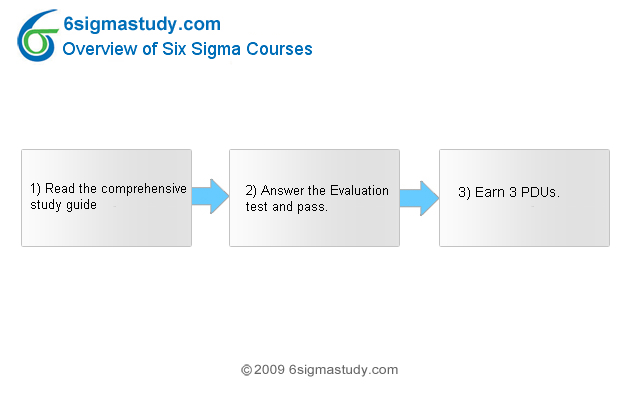 6sigmastudy.com
Overview of Six Sigma Courses
1) Read the comprehensive
study guide
2) Answer the Evaluation
test and pass.
3) Earn 3 PDUs.
©2009 6sigmastudy.com